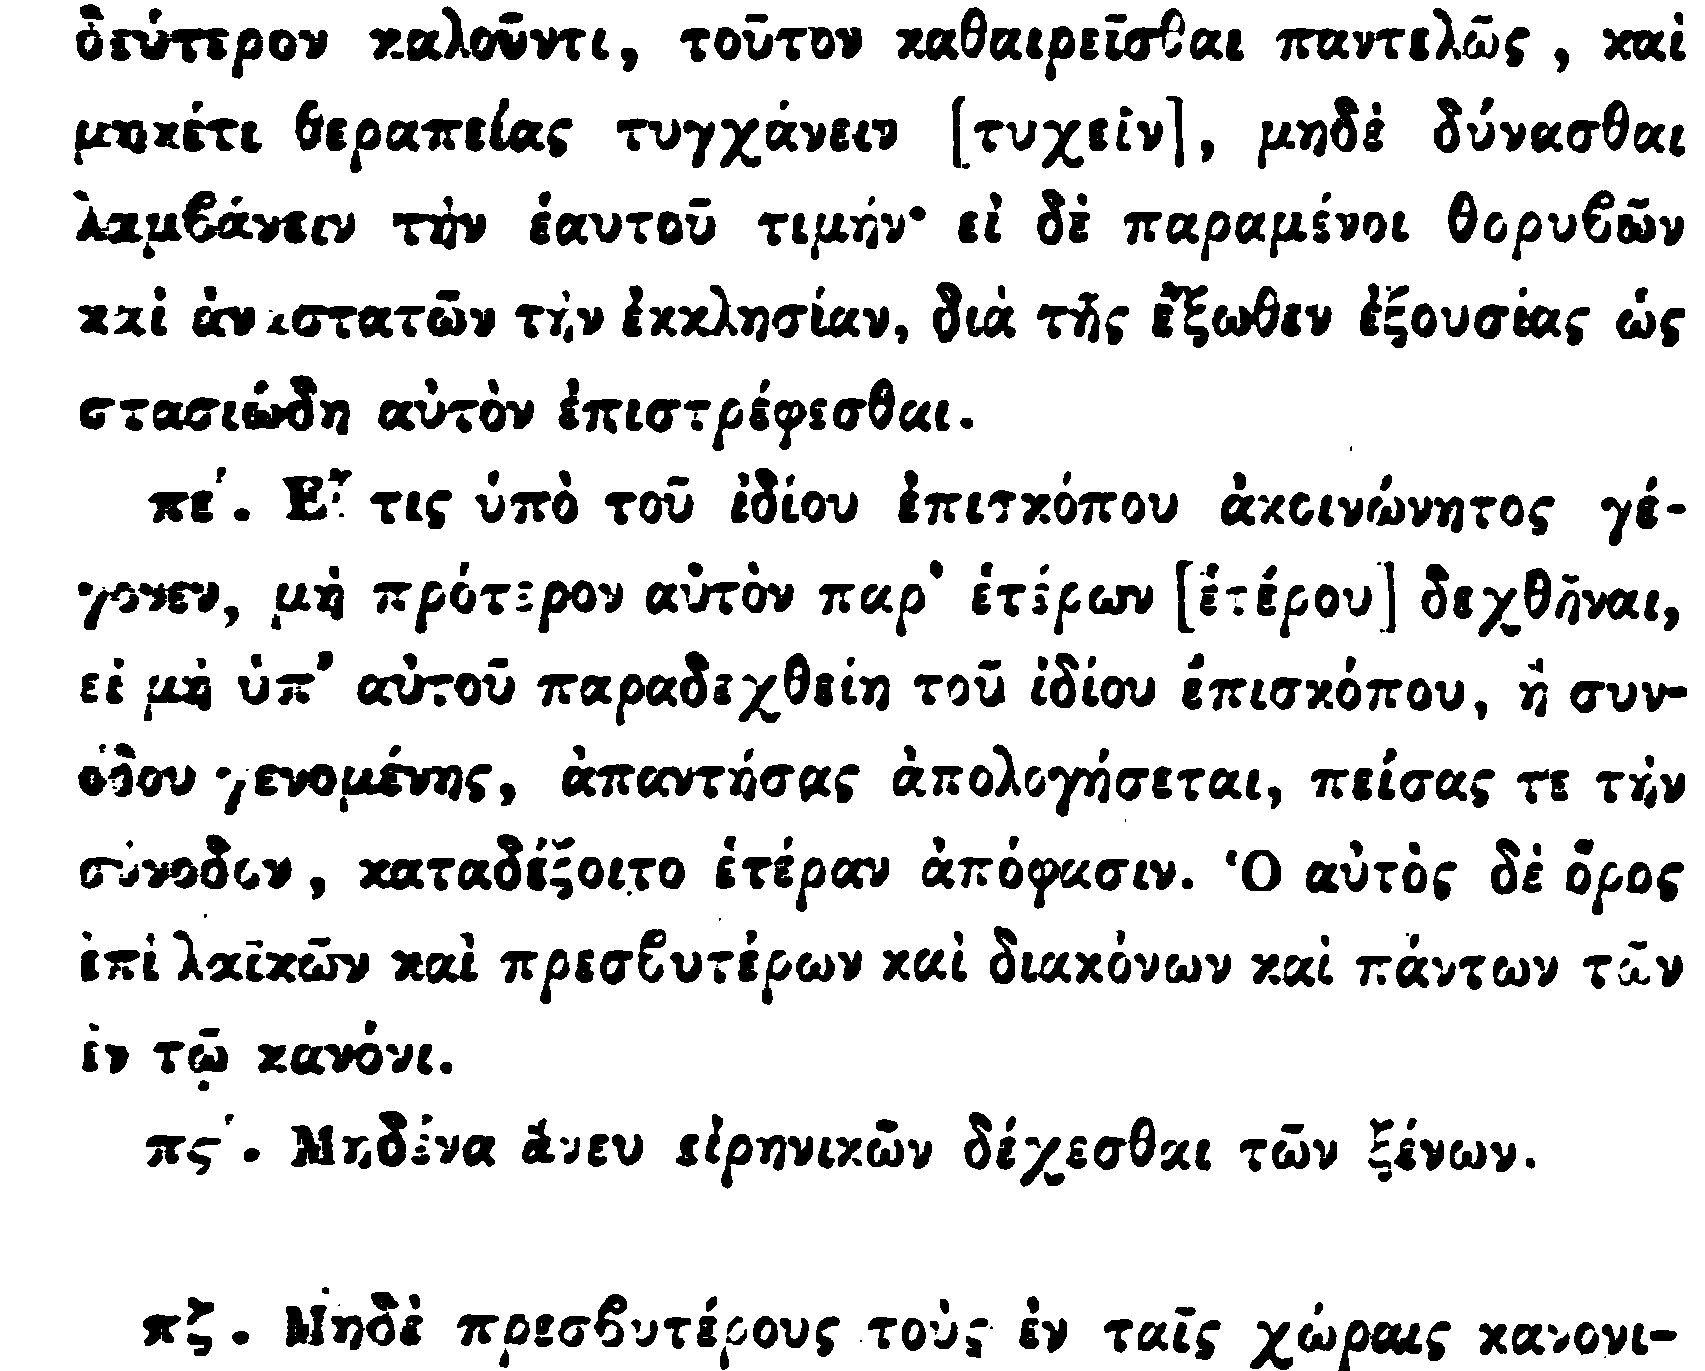 δεύτερον καλοῦντι, τοῦτον καθαιρεῖσθαι παντελῶς, καὶ
μηκέτι θεραπείας τυγχάνειν [τυχεῖν], μηδὲ δύνασθαι
λαμβάνειν τὴν ἑαυτοῦ τιμήν· εἰ δὲ παραμένοι θορυβῶν
καὶ ἀναστατῶν τὴν ἐκκλησίαν, διὰ τῆς ἔξωθεν ἐξουσίας ὡς
στασιώδη αὐτὸν ἐπιστρέφεσθαι.
πε΄. Εἴ τις ὑπὸ τοῦ ἰδίου ἐπισκόπου ἀκοινώνητος γέ-
γονεν, μὴ πρότερον αὐτὸν παρ' ἑτέρων [ἑτέρου] δεχθῆναι,
εἰ μὴ ὑπ' αὐτοῦ παραδεχθείη τοῦ ἰδίου ἐπισκόπου, ἢ συν-
όδου γενομένης, ἀπαντήσας ἀπολογήσεται, πείσας τε τὴν
σύνοδον, καταδέξοιτο ἑτέραν ἀπόφασιν. Ὁ αὐτὸς δὲ ὅρος
ἐπὶ λαϊκῶν καὶ πρεσβυτέρων καὶ διακόνων καὶ πάντων τῶν
ἐν τῷ κανόνι.
πς΄. Μηδένα ἄνευ εἰρηνικῶν δέχεσθαι τῶν ξένων.
πζ. Μηδὲ πρεσβυτέρους τοὺς ἐν ταῖς χώραις κανονι-